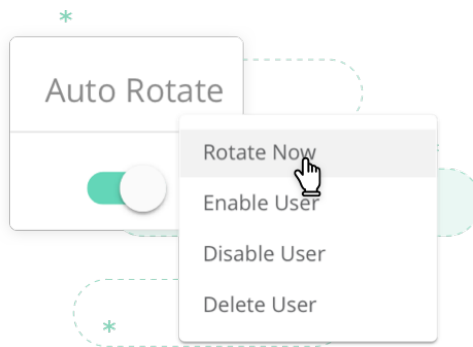 Auto Rotate
Rotate Now
Enable User
Disable User
Delete User